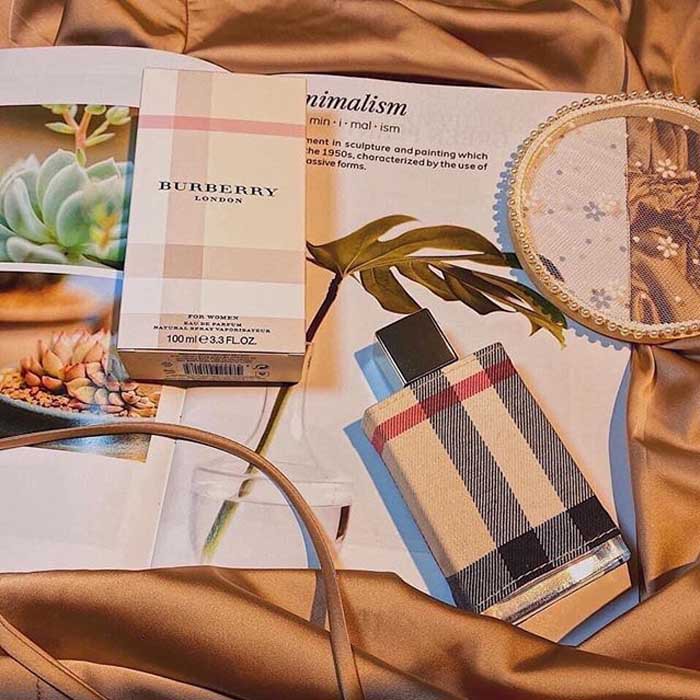 BURBERRY
LONDON
FOR WOMEN
EAU DE PARFUM
NATURAL SPRAY VAPORISATEUR
100 ml e 3.3 FL.OZ.
nimalism
min · i · mal · ism
ment in sculpture and painting which
the 1950s, characterized by the use of
assive forms.